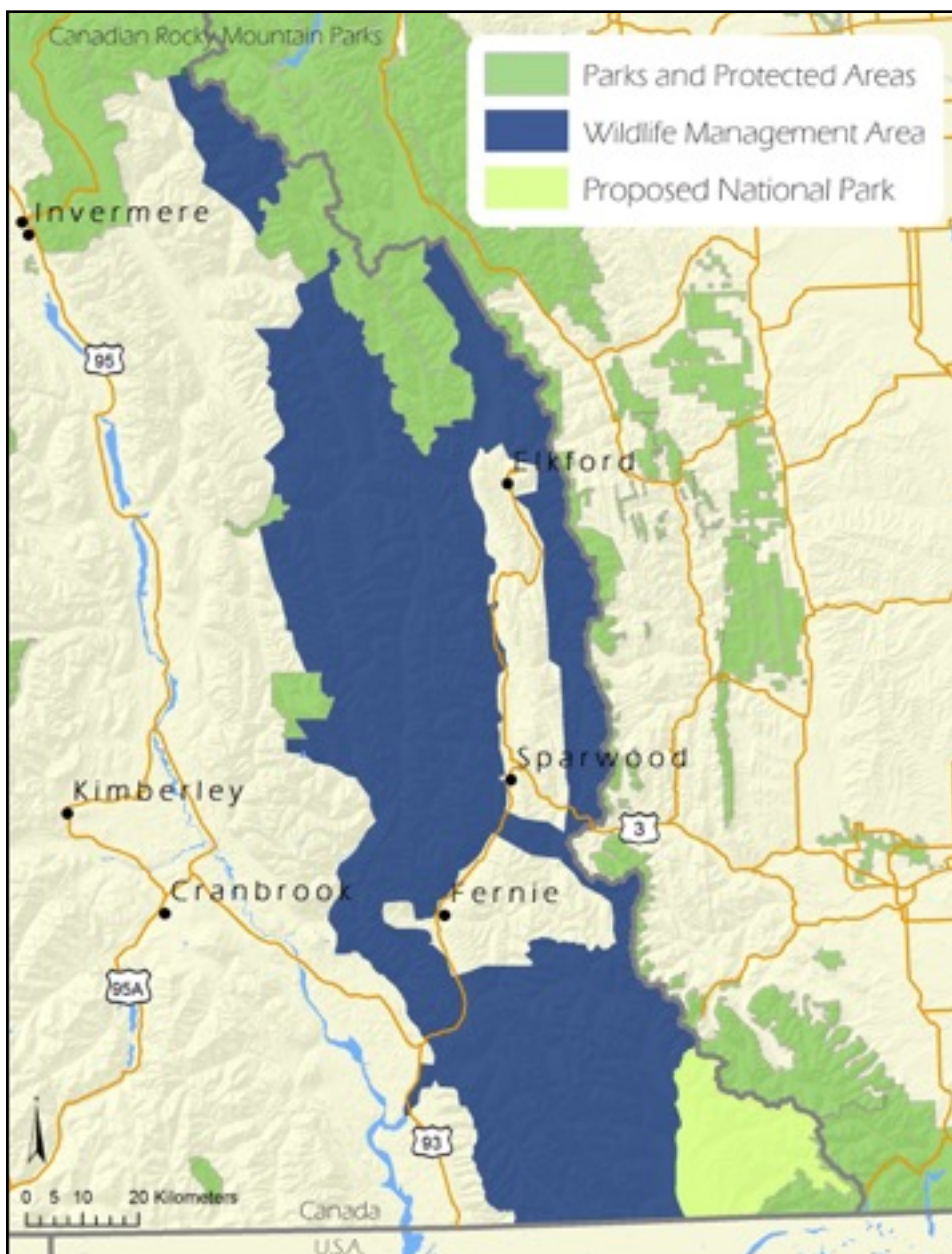 Canadian Rocky Mountain Parks
Parks and Protected Areas
Wildlife Management Area
Proposed National Park
Invermere
95
Elkford
Sparwood
Kimberley
3
Cranbrook
Fernie
95A
93
0 5 10 20 Kilometers
Canada
U.S.A.